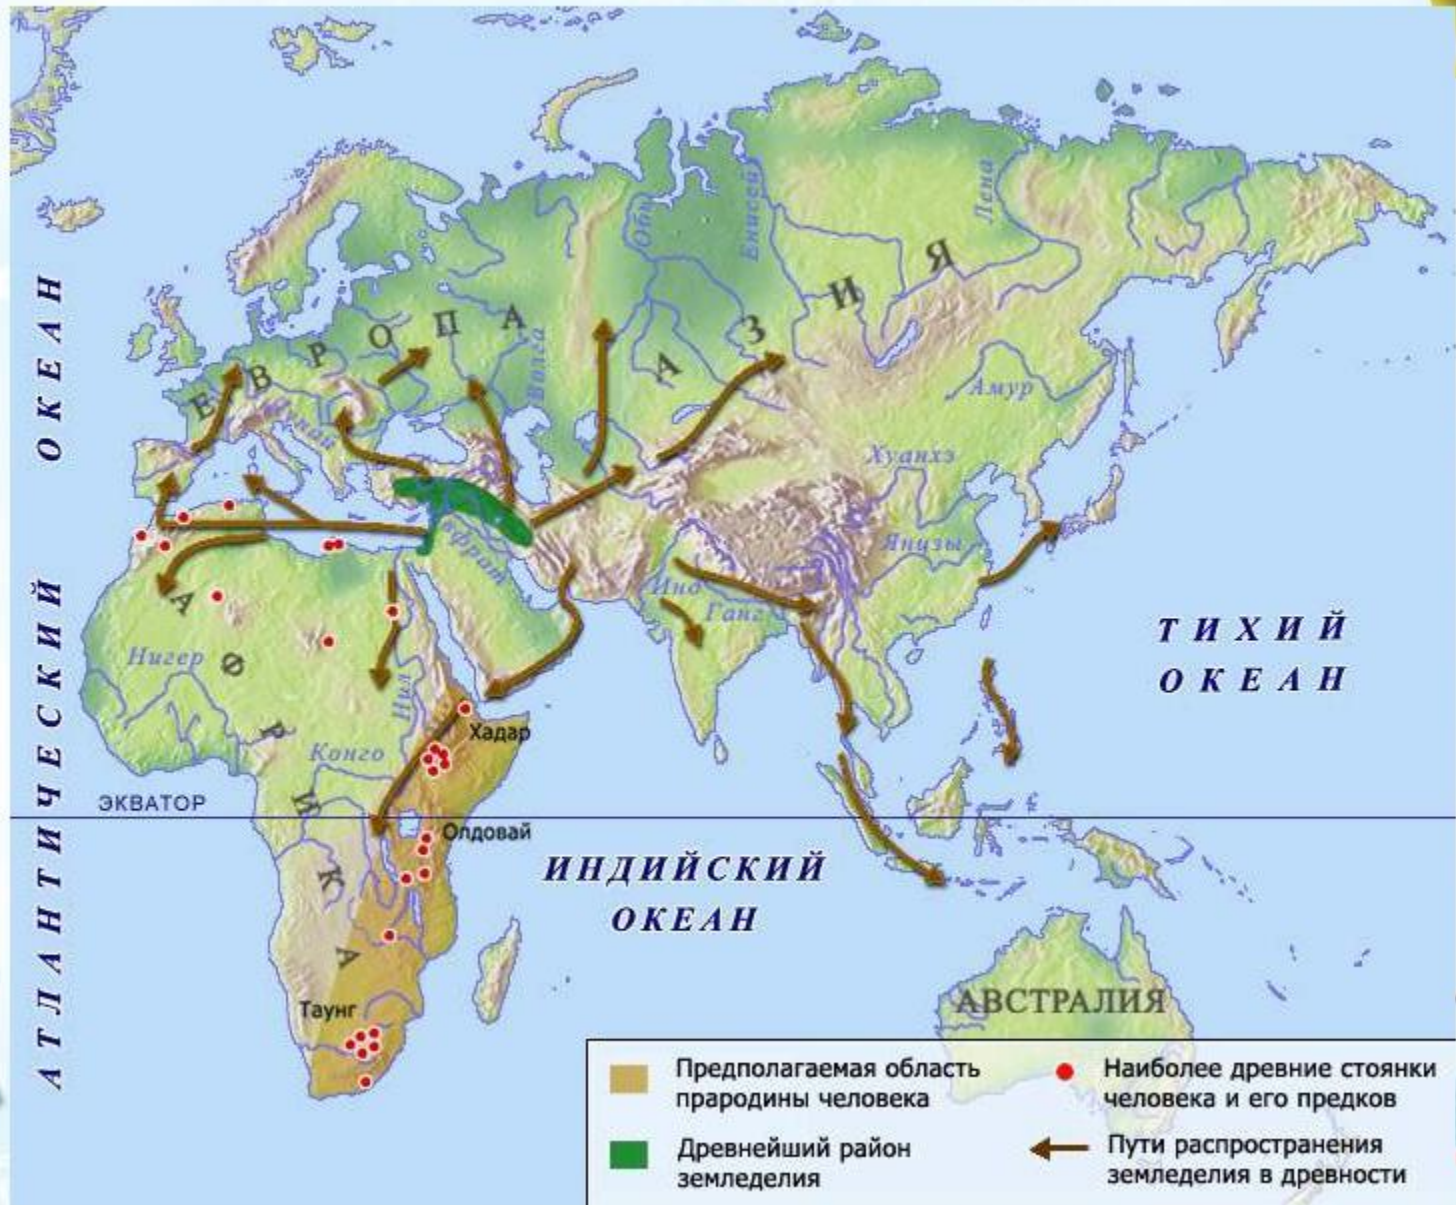 АТЛАНТИЧЕСКИЙ ОКЕАН
ЕВРОПА
АЗИЯ
Обь
Енисей
Лена
Волга
Дунай
Амур
Хуанхэ
Янцзы
Евфрат
Инд
Ганг
АФРИКА
Нигер
Нил
Конго
Хадар
ЭКВАТОР
Олдовай
Таунг
ТИХИЙ
ОКЕАН
ИНДИЙСКИЙ
ОКЕАН
АВСТРАЛИЯ
Предполагаемая область
прародины человека
Древнейший район
земледелия
Наиболее древние стоянки
человека и его предков
Пути распространения
земледелия в древности